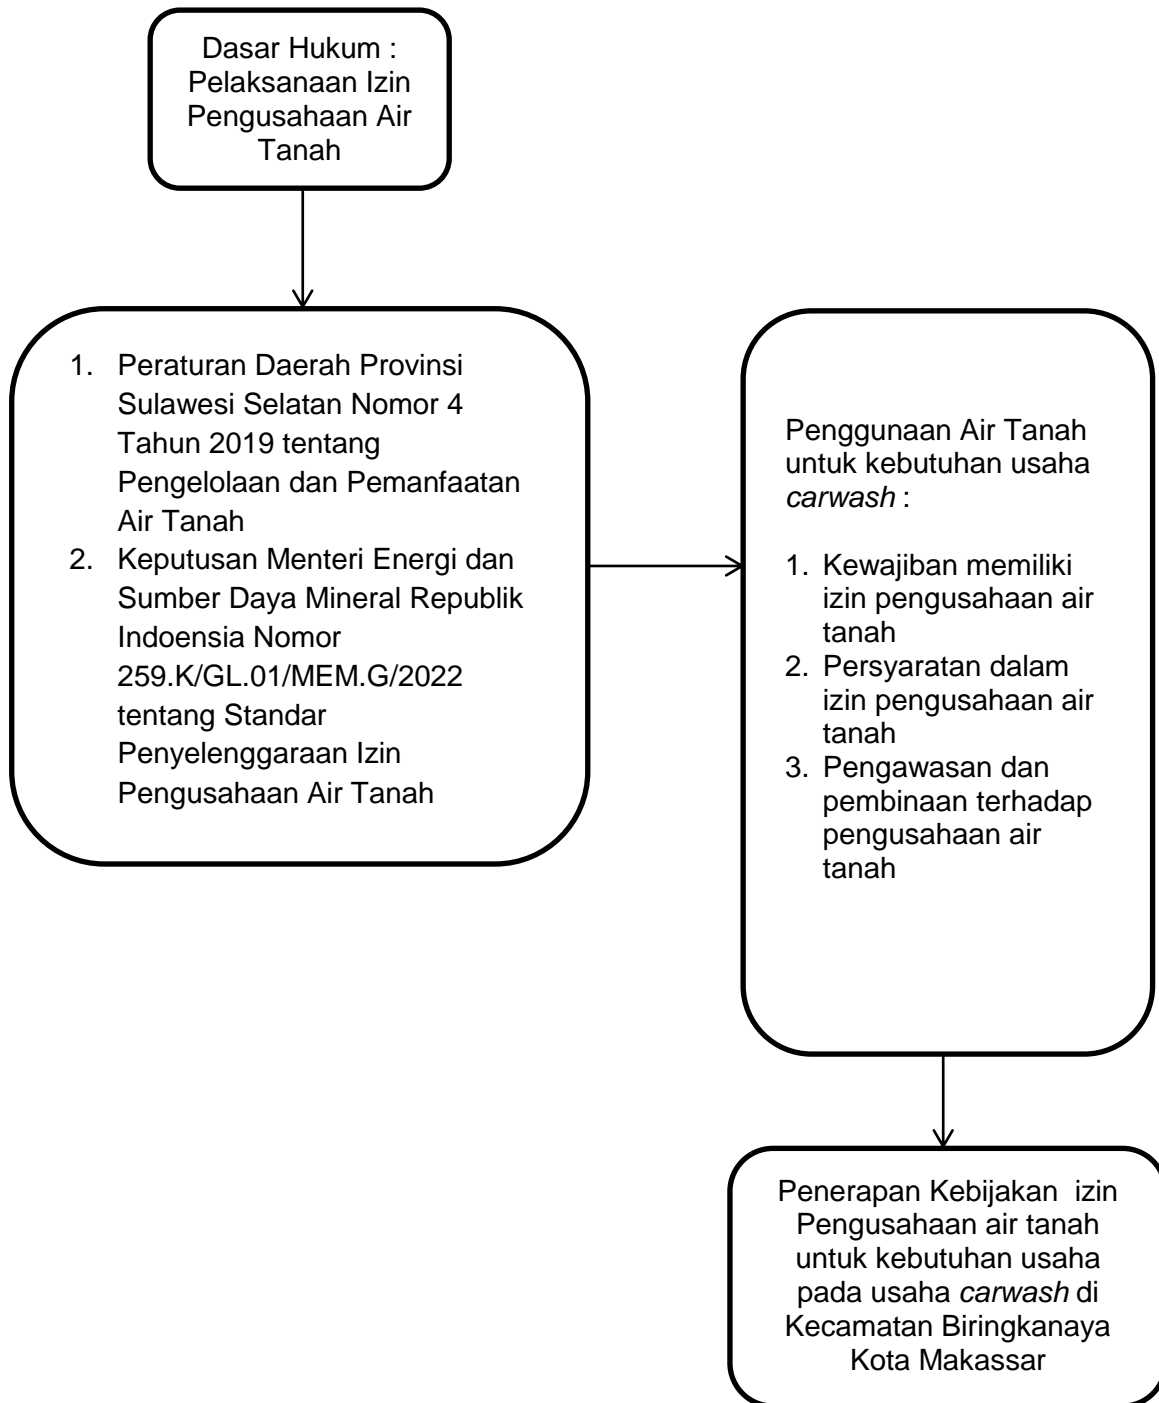 Dasar Hukum :
Pelaksanaan Izin
Pengusahaan Air
Tanah
1. Peraturan Daerah Provinsi
Sulawesi Selatan Nomor 4
Tahun 2019 tentang
Pengelolaan dan Pemanfaatan
Air Tanah
2. Keputusan Menteri Energi dan
Sumber Daya Mineral Republik
Indoensia Nomor
259.K/GL.01/MEM.G/2022
tentang Standar
Penyelenggaraan Izin
Pengusahaan Air Tanah
Penggunaan Air Tanah
untuk kebutuhan usaha
carwash :
1. Kewajiban memiliki
izin pengusahaan air
tanah
2. Persyaratan dalam
izin pengusahaan air
tanah
3. Pengawasan dan
pembinaan terhadap
pengusahaan air
tanah
Penerapan Kebijakan izin
Pengusahaan air tanah
untuk kebutuhan usaha
pada usaha carwash di
Kecamatan Biringkanaya
Kota Makassar